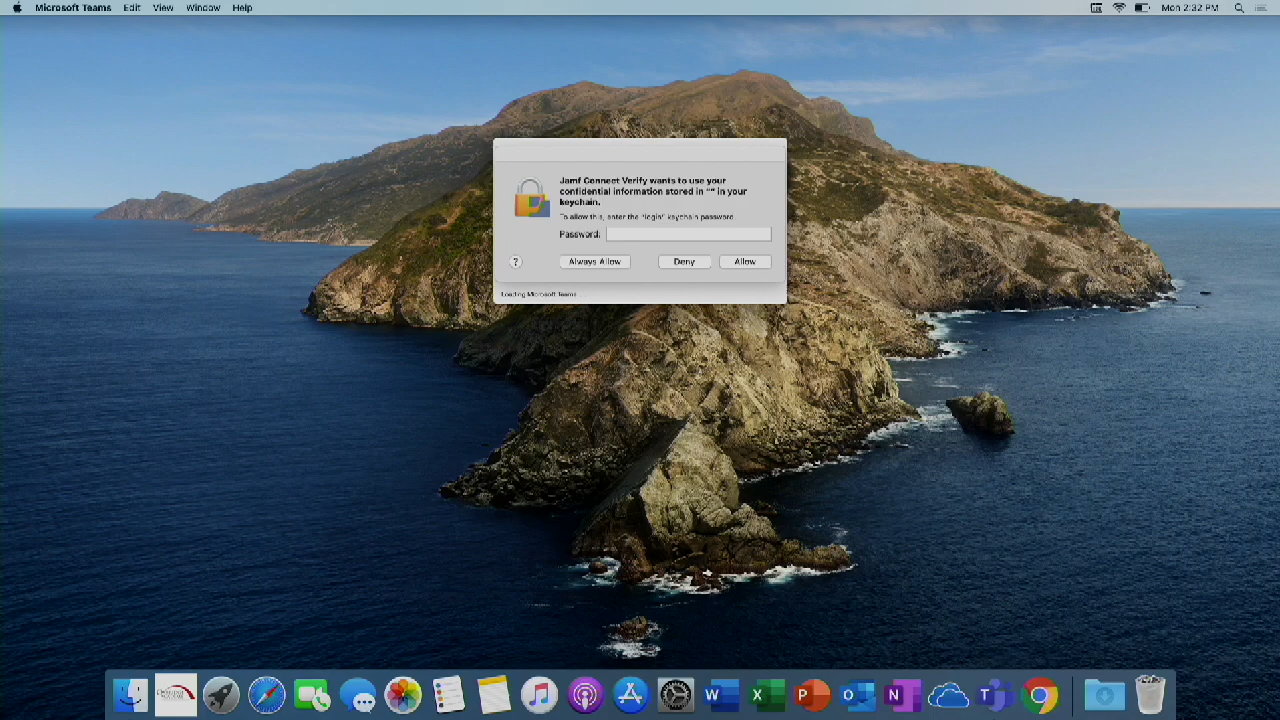 Microsoft Teams Edit View Window Help Mon 2:32 PM
Jamf Connect Verify wants to use your
confidential information stored in "" in your
keychain.
To allow this, enter the "login" keychain password.
Password:
? Always Allow Deny Allow
Loading Microsoft Teams
W X P O N T